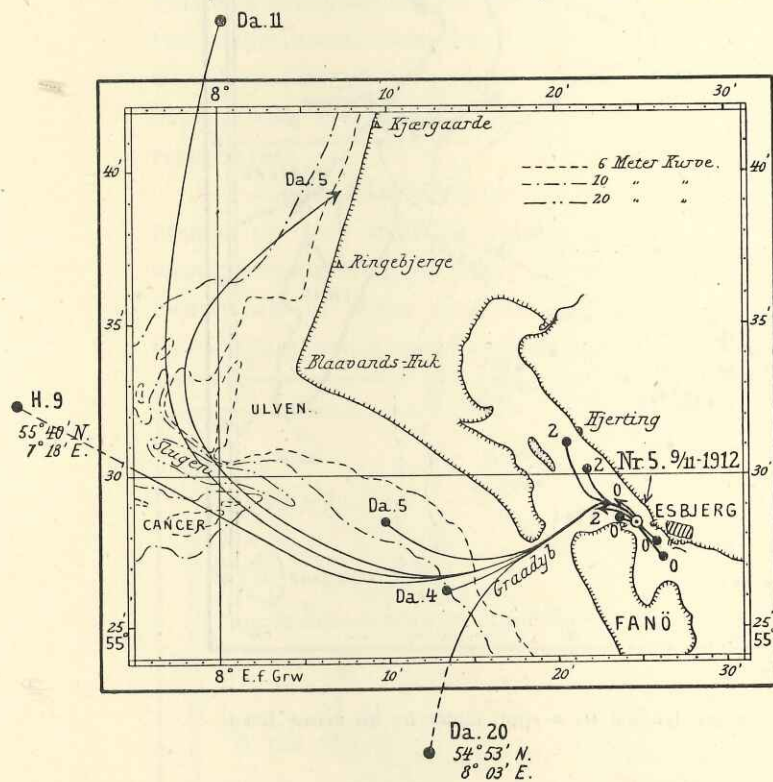 Da. 11
8° 10' 20' 30'
Kjærgaarde
40'
Da. 5
40'
6 Meter Kurve.
10 " "
20 " "
Ringebjerge
35'
35'
Blaavands-Huk
H. 9
55° 40' N.
7° 18' E.
ULVEN.
Hjerting
2
2
Nr. 5. 9/11-1912
Slugen
30'
30'
0
ESBJERG
CANCER
Da. 5
2
0
0
0
Graadyb
Da. 4
FANÖ
25'
55°
25'
55°
8° E.f. Grw 10' 20' 30'
Da. 20
54° 53' N.
8° 03' E.